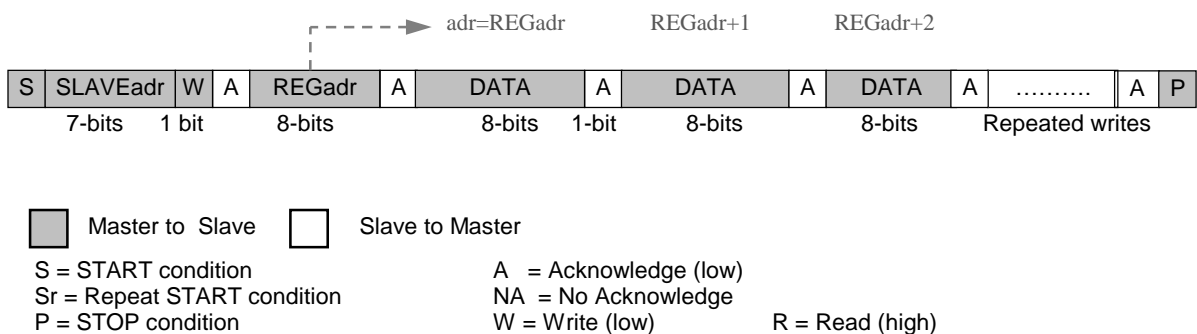 adr=REGadr REGadr+1 REGadr+2
S SLAVEadr W A REGadr A DATA A DATA A DATA A .......... A P
7-bits 1 bit 8-bits 8-bits 1-bit 8-bits 8-bits Repeated writes
Master to Slave Slave to Master
S = START condition A = Acknowledge (low)
Sr = Repeat START condition NA = No Acknowledge
P = STOP condition W = Write (low) R = Read (high)